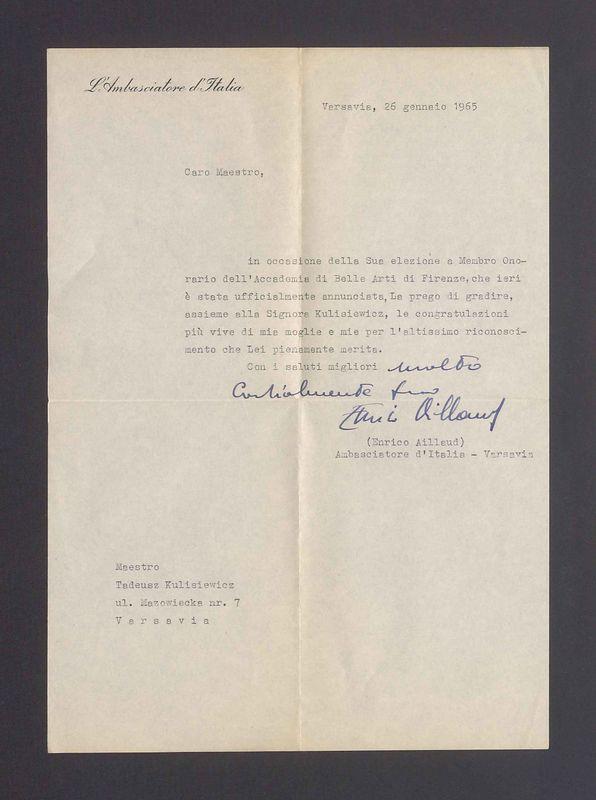 L'Ambasciatore d'Italia
Varsavia, 26 gennaio 1965
Caro Maestro,
in occasione della Sua elezione a Membro Ono-
rario dell'Accademia di Belle Arti di Firenze, che ieri
è stata ufficialmente annunciata, La prego di gradire,
assieme alla Signora Kulisiewicz, le congratulazioni
più vive di mia moglie e mie per l'altissimo riconosci-
mento che Lei pienamente merita.
Con i saluti migliori molto
cordialmente suo
Enrico Aillaud
(Enrico Aillaud)
Ambasciatore d'Italia - Varsavia
Maestro
Tadeusz Kulisiewicz
ul. Mazowiecka nr. 7
V a r s a v i a